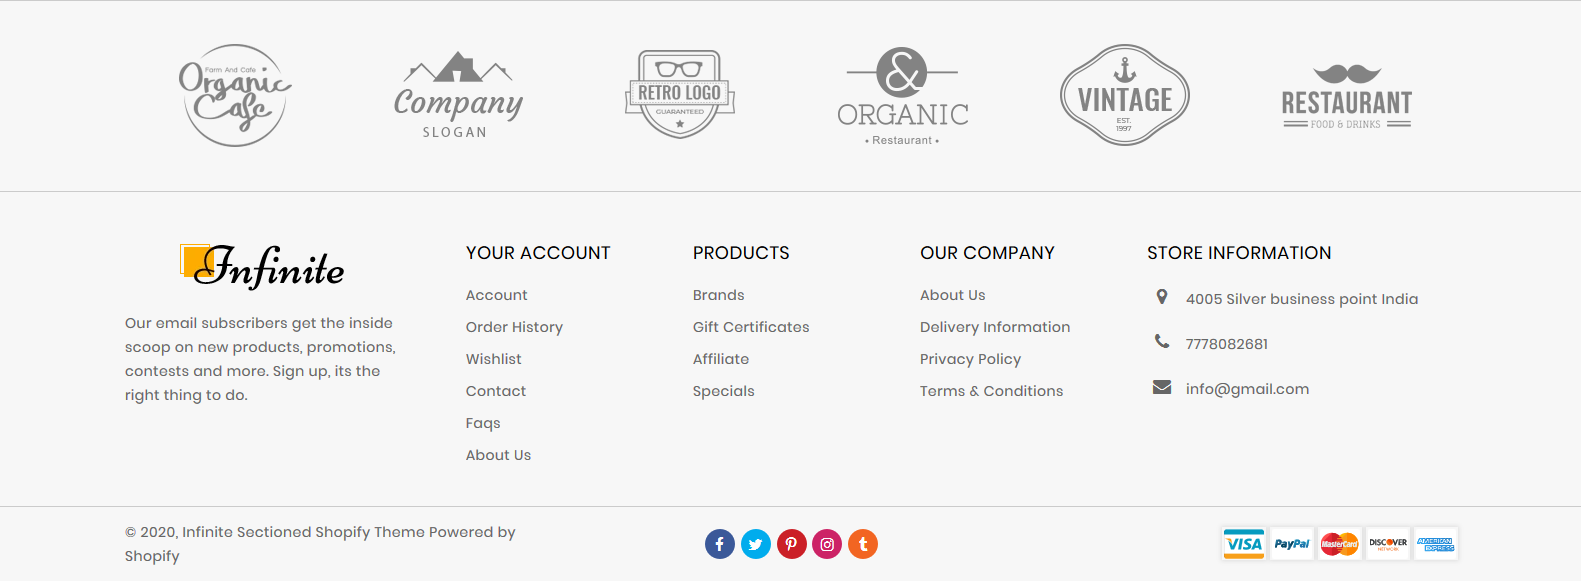 Farm And Cafe
Organic
Cafe
Company
SLOGAN
RETRO LOGO
GUARANTEED
&
ORGANIC
• Restaurant •
VINTAGE
EST.
1997
RESTAURANT
FOOD & DRINKS
Infinite
Our email subscribers get the inside
scoop on new products, promotions,
contests and more. Sign up, its the
right thing to do.
YOUR ACCOUNT
Account
Order History
Wishlist
Contact
Faqs
About Us
PRODUCTS
Brands
Gift Certificates
Affiliate
Specials
OUR COMPANY
About Us
Delivery Information
Privacy Policy
Terms & Conditions
STORE INFORMATION
4005 Silver business point India
7778082681
info@gmail.com
© 2020, Infinite Sectioned Shopify Theme Powered by
Shopify
VISA
PayPal
MasterCard
DISCOVER
NETWORK
AMERICAN
EXPRESS